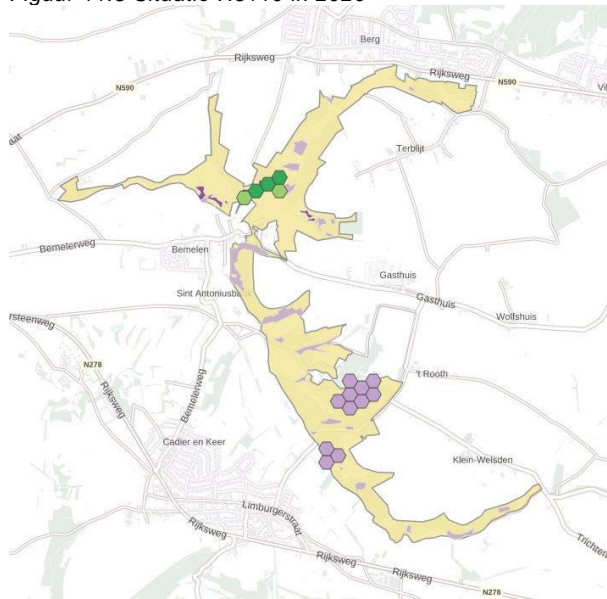 Berg
Rijksweg
Rijksweg
N590
N590
Terblijt
Bemelerweg
Bemelen
Gasthuis
Sint Antoniusbank
Gasthuis
Wolfshuis
ersteenweg
N278
Rijksweg
Bemelerweg
't Rooth
Cadier en Keer
Klein-Welsden
Limburgerstraat
Rijksweg
Rijksweg
Rijksweg
N278